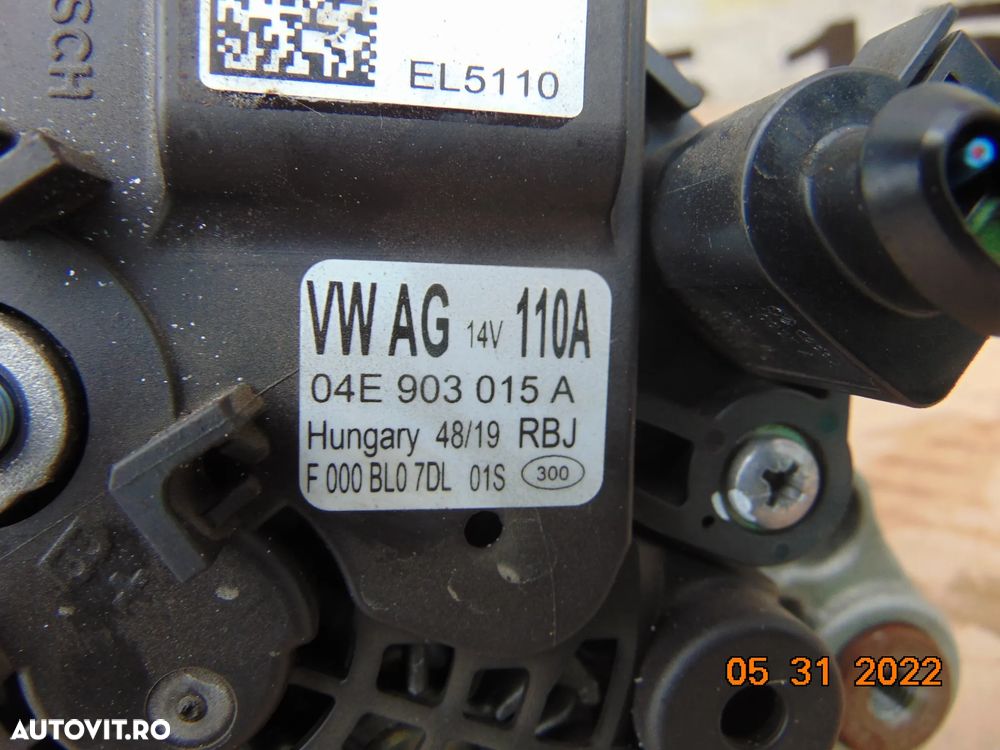 EL5110
VW AG 14V 110A
04E 903 015 A
Hungary 48/19 RBJ
F 000 BL0 7DL 01S 300
B+
05 31 2022
AUTOVIT.RO